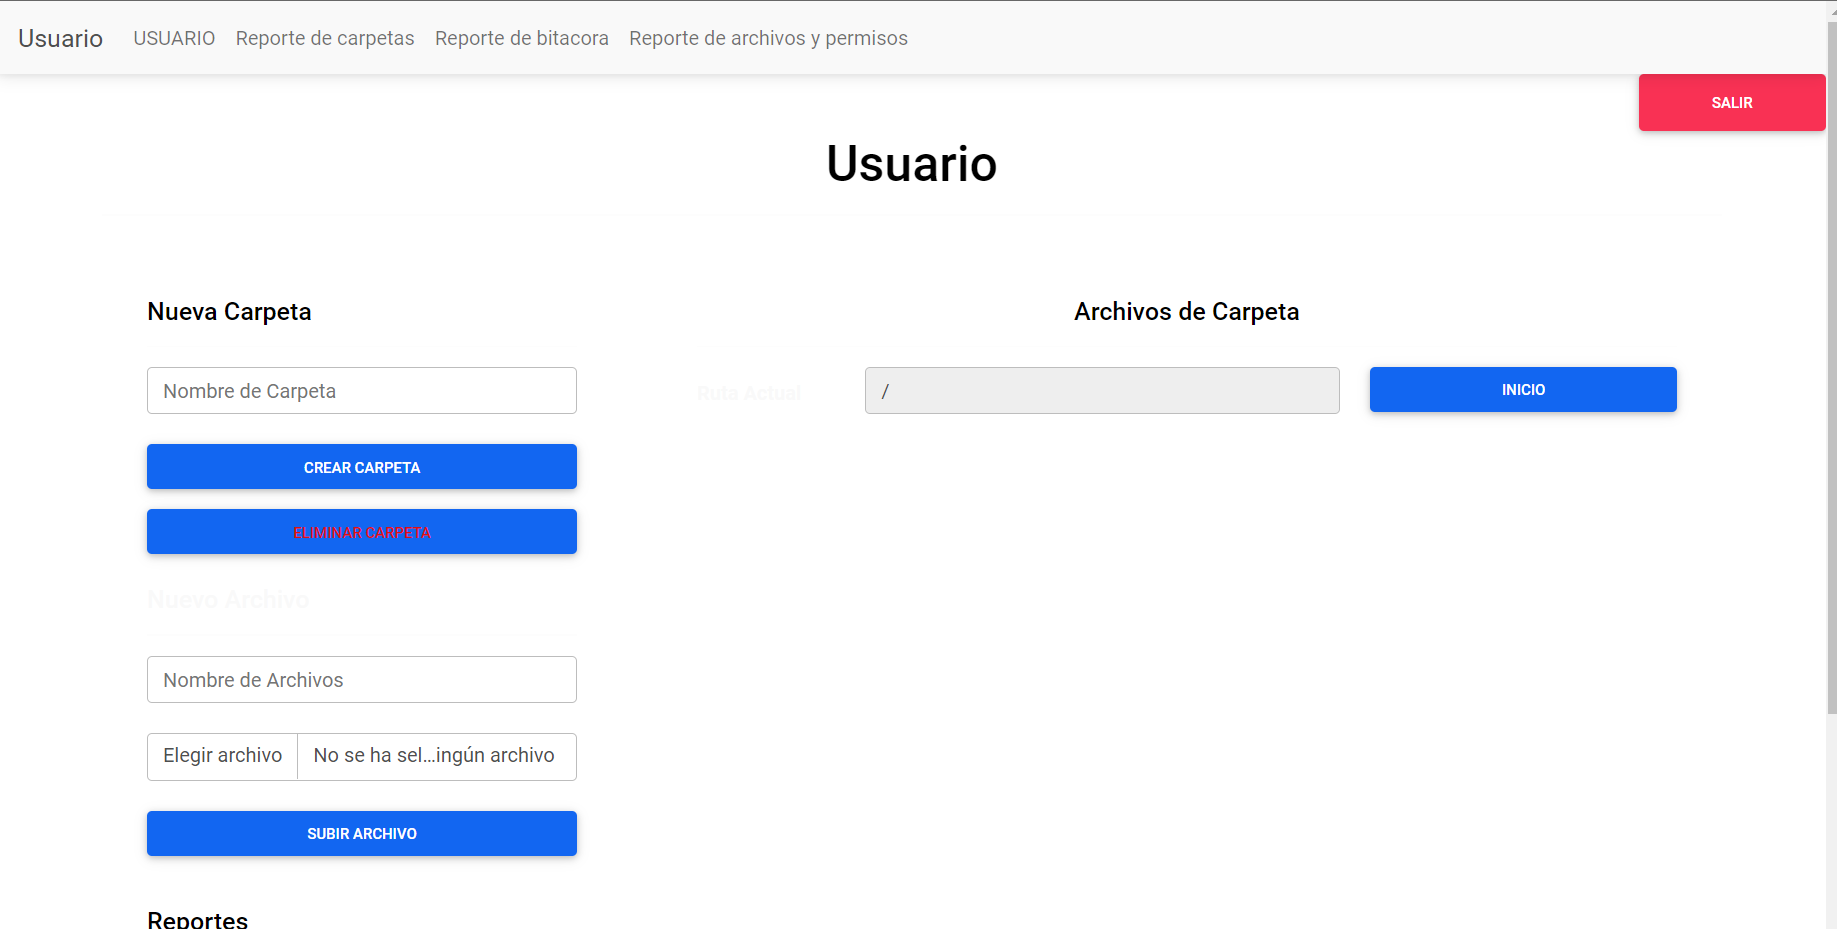 Usuario USUARIO Reporte de carpetas Reporte de bitacora Reporte de archivos y permisos
SALIR
Usuario
Nueva Carpeta
Nombre de Carpeta
CREAR CARPETA
ELIMINAR CARPETA
Nuevo Archivo
Nombre de Archivos
Elegir archivo No se ha sel...ingún archivo
SUBIR ARCHIVO
Reportes
Archivos de Carpeta
Ruta Actual / INICIO